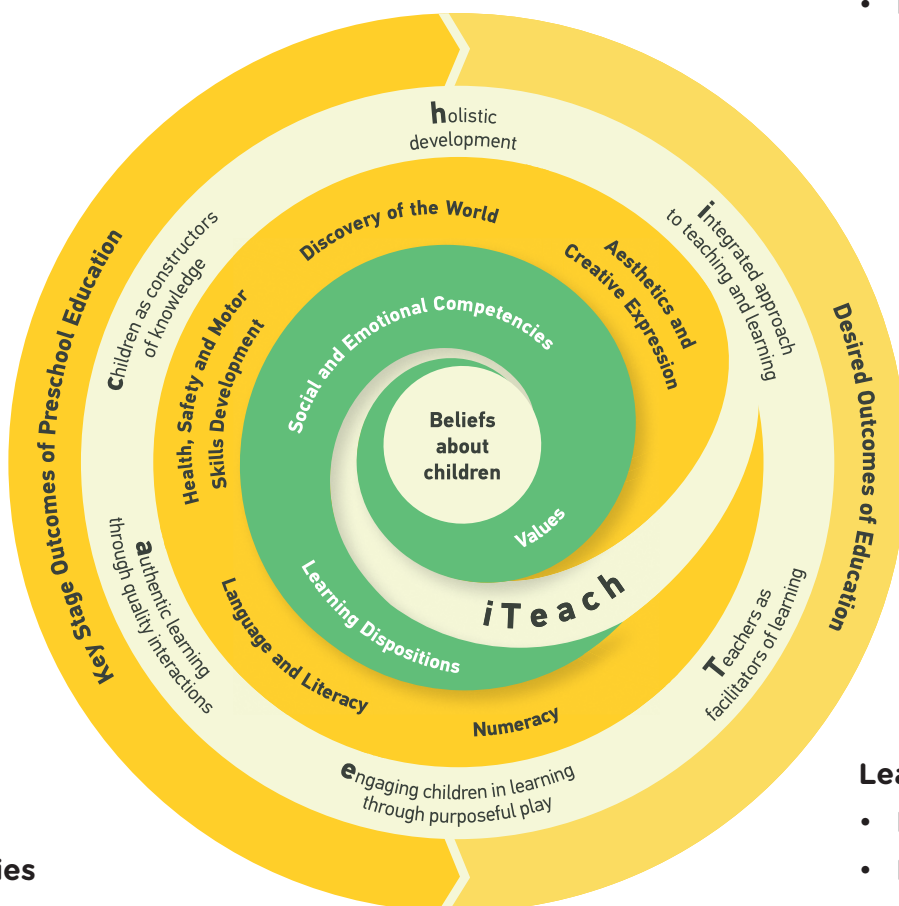 holistic
development
integrated approach
to teaching and learning
Children as constructors
of knowledge
Discovery of the World
Aesthetics and
Creative Expression
Key Stage Outcomes of Preschool Education
Desired Outcomes of Education
Health, Safety and Motor
Skills Development
Social and Emotional Competencies
Beliefs
about
children
Values
Learning Dispositions
iTeach
authentic learning
through quality interactions
Language and Literacy
Numeracy
Teachers as
facilitators of learning
engaging children in learning
through purposeful play